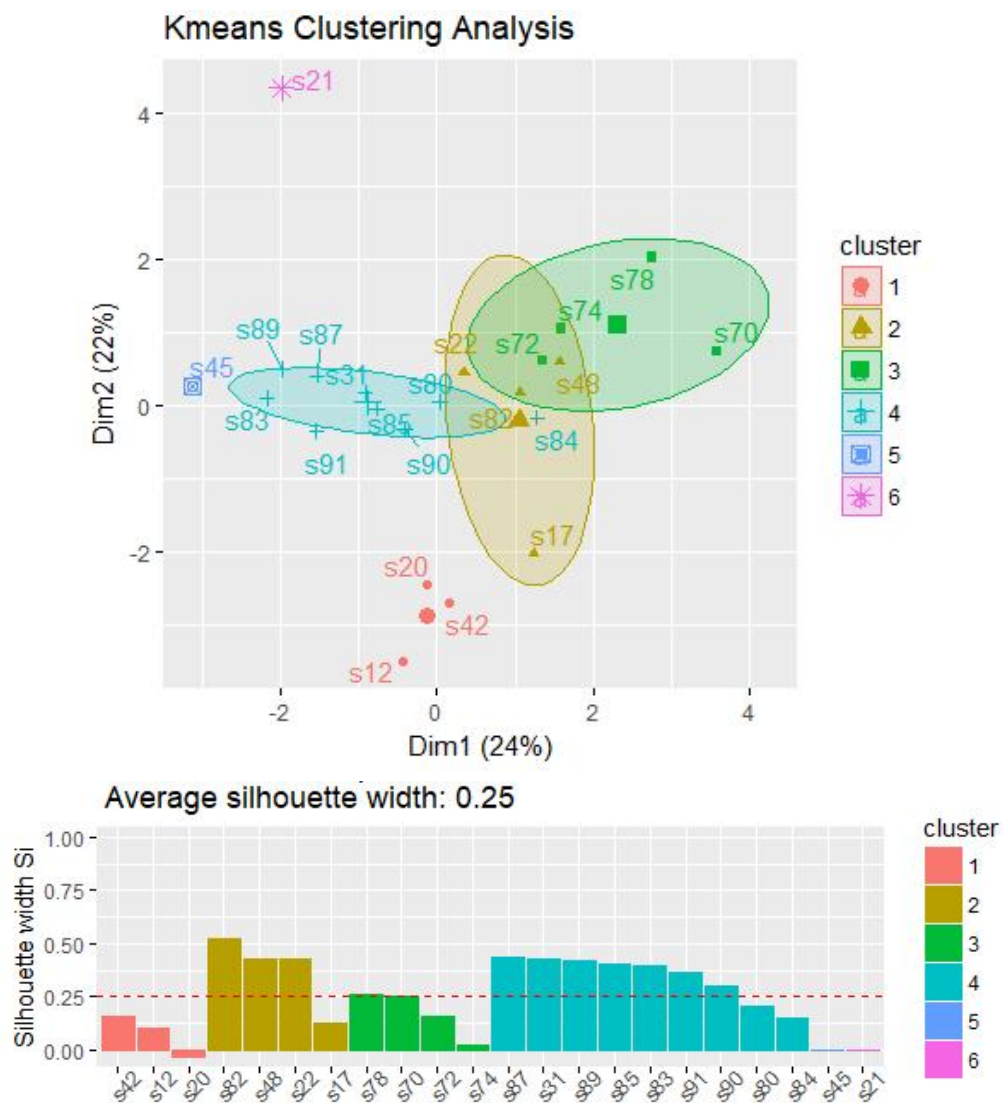 Kmeans Clustering Analysis
s21
4
2
s78
s74
s70
s89
s87
s72
s22
s45
s31
s80
s48
0
s83
s85
s82
s84
s91
s90
s17
-2
s20
s42
s12
-2
0
2
4
Dim1 (24%)
Dim2 (22%)
cluster
1
2
3
4
5
6
Average silhouette width: 0.25
Silhouette width Si
1.00
0.75
0.50
0.25
0.00
s42 s12 s20 s82 s48 s22 s17 s78 s70 s72 s74 s87 s31 s89 s85 s83 s91 s90 s80 s84 s45 s21
cluster
1
2
3
4
5
6